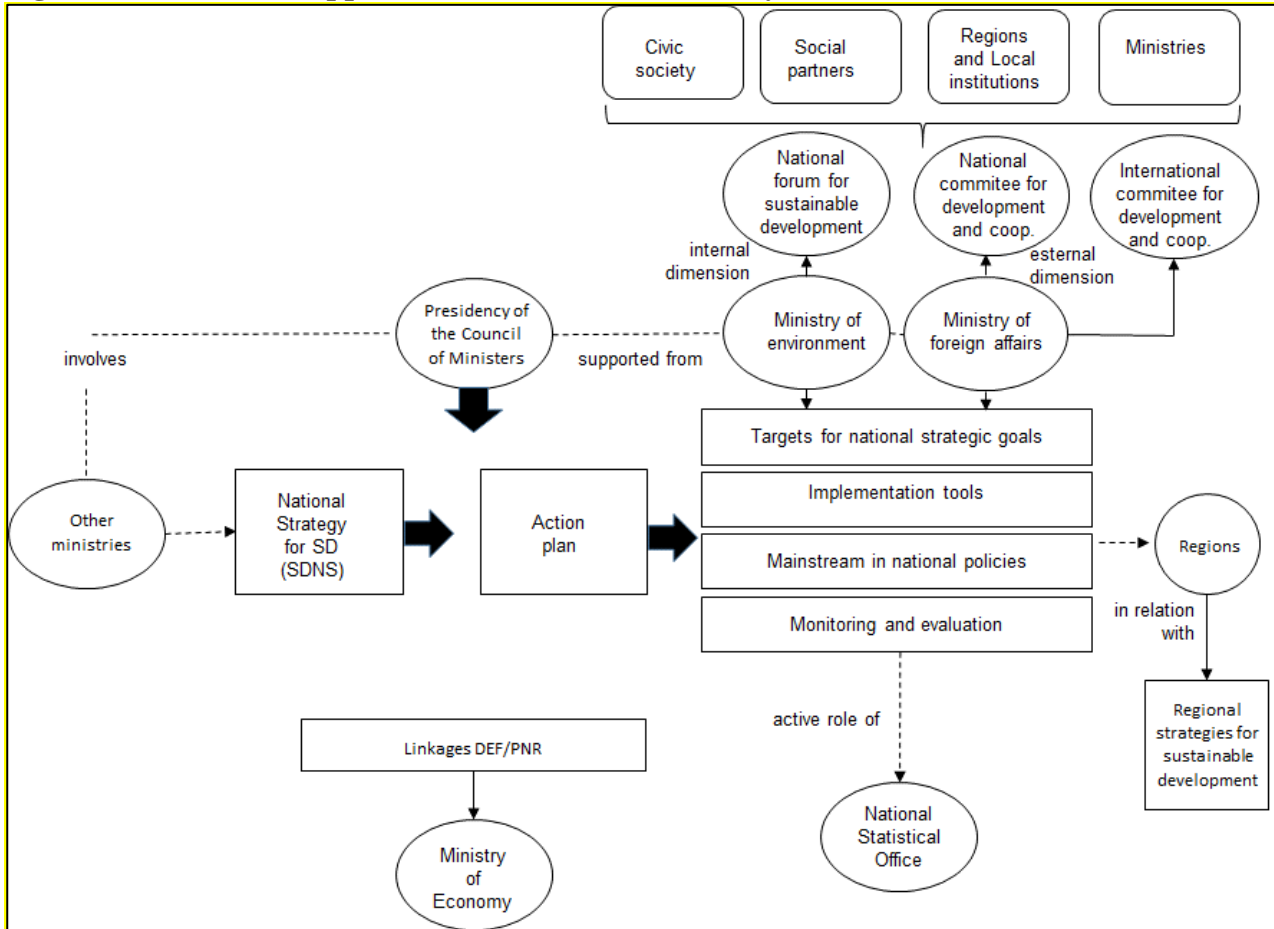 Civic
society
Social
partners
Regions
and Local
institutions
Ministries
National
forum for
sustainable
development
National
commitee for
development
and coop.
International
commitee for
development
and coop.
internal
dimension
esternal
dimension
Presidency of
the Council
of Ministers
Ministry of
environment
Ministry of
foreign affairs
involves
supported from
Targets for national strategic goals
Implementation tools
Mainstream in national policies
Monitoring and evaluation
Other
ministries
National
Strategy
for SD
(SDNS)
Action
plan
Regions
in relation
with
Regional
strategies for
sustainable
development
active role of
Linkages DEF/PNR
National
Statistical
Office
Ministry
of
Economy